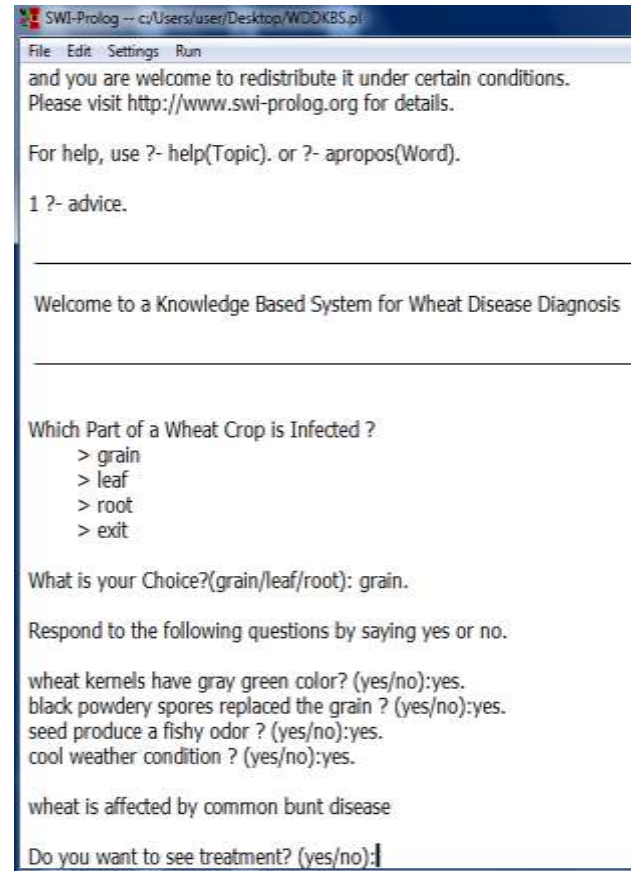 SWI-Prolog -- c:/Users/user/Desktop/WDDKBS.pl
File Edit Settings Run
and you are welcome to redistribute it under certain conditions.
Please visit http://www.swi-prolog.org for details.
For help, use ?- help(Topic). or ?- apropos(Word).
1 ?- advice.
Welcome to a Knowledge Based System for Wheat Disease Diagnosis
Which Part of a Wheat Crop is Infected ?
> grain
> leaf
> root
> exit
What is your Choice?(grain/leaf/root): grain.
Respond to the following questions by saying yes or no.
wheat kernels have gray green color? (yes/no):yes.
black powdery spores replaced the grain ? (yes/no):yes.
seed produce a fishy odor ? (yes/no):yes.
cool weather condition ? (yes/no):yes.
wheat is affected by common bunt disease
Do you want to see treatment? (yes/no):